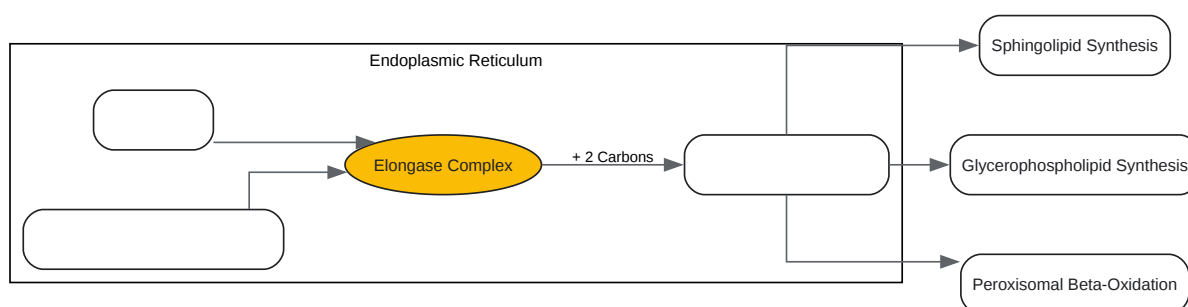 Sphingolipid Synthesis
Endoplasmic Reticulum
Elongase Complex
+ 2 Carbons
Glycerophospholipid Synthesis
Peroxisomal Beta-Oxidation